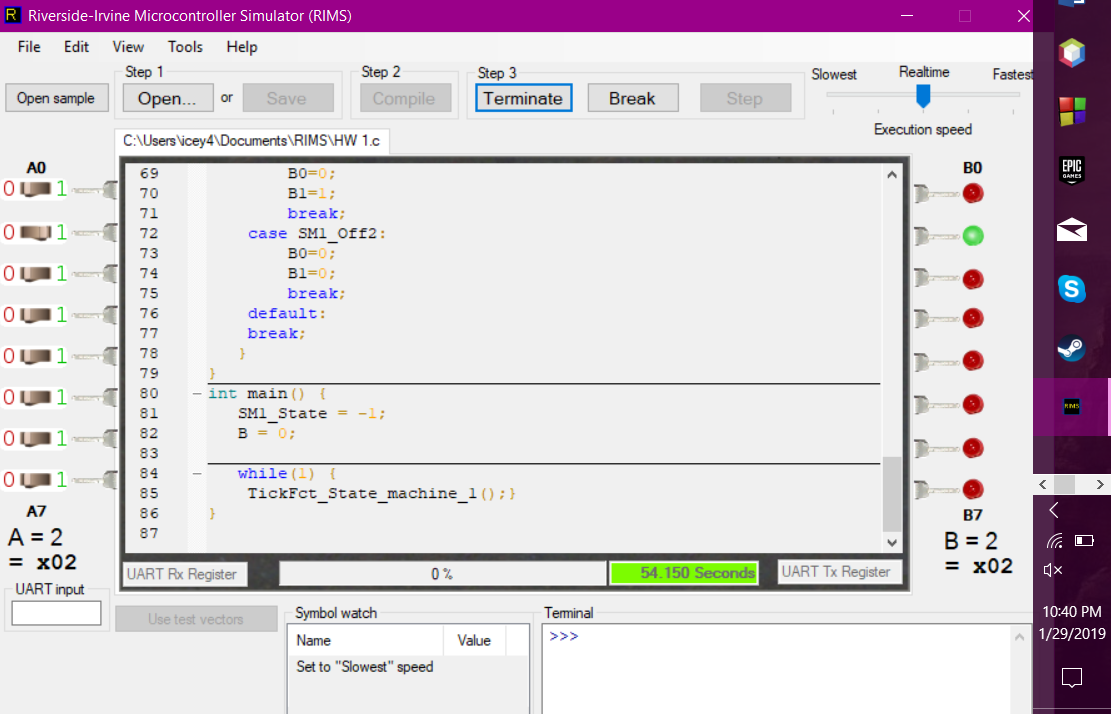 Riverside-Irvine Microcontroller Simulator (RIMS)
File Edit View Tools Help
Step 1
Step 2
Step 3
Slowest Realtime Fastest
Open sample
Open... or Save
Compile
Terminate Break Step
Execution speed
C:\Users\icey4\Documents\RIMS\HW 1.c
A0
0 1
0 1
0 1
0 1
0 1
0 1
0 1
0 1
A7
A = 2
= x02
UART input
69 B0=0;
70 B1=1;
71 break;
72 case SM1_Off2:
73 B0=0;
74 B1=0;
75 break;
76 default:
77 break;
78 }
79 }
80 int main() {
81 SM1_State = -1;
82 B = 0;
83
84 while(1) {
85 TickFct_State_machine_1();}
86 }
87
B0
B7
B = 2
= x02
UART Rx Register 0 % 54.150 Seconds UART Tx Register
Use test vectors
Symbol watch
Name Value
Set to "Slowest" speed
Terminal
>>>
EPIC
GAMES
RIMS
10:40 PM
1/29/2019